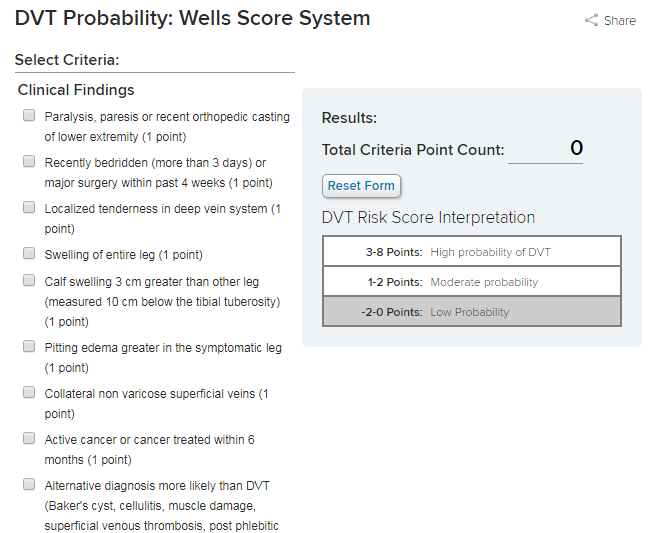 DVT Probability: Wells Score System
Share
Select Criteria:
Clinical Findings
Paralysis, paresis or recent orthopedic casting
of lower extremity (1 point)
Recently bedridden (more than 3 days) or
major surgery within past 4 weeks (1 point)
Localized tenderness in deep vein system (1
point)
Swelling of entire leg (1 point)
Calf swelling 3 cm greater than other leg
(measured 10 cm below the tibial tuberosity)
(1 point)
Pitting edema greater in the symptomatic leg
(1 point)
Collateral non varicose superficial veins (1
point)
Active cancer or cancer treated within 6
months (1 point)
Alternative diagnosis more likely than DVT
(Baker's cyst, cellulitis, muscle damage,
superficial venous thrombosis, post phlebitic
Results:
Total Criteria Point Count: 0
Reset Form
DVT Risk Score Interpretation
3-8 Points: High probability of DVT
1-2 Points: Moderate probability
-2-0 Points: Low Probability